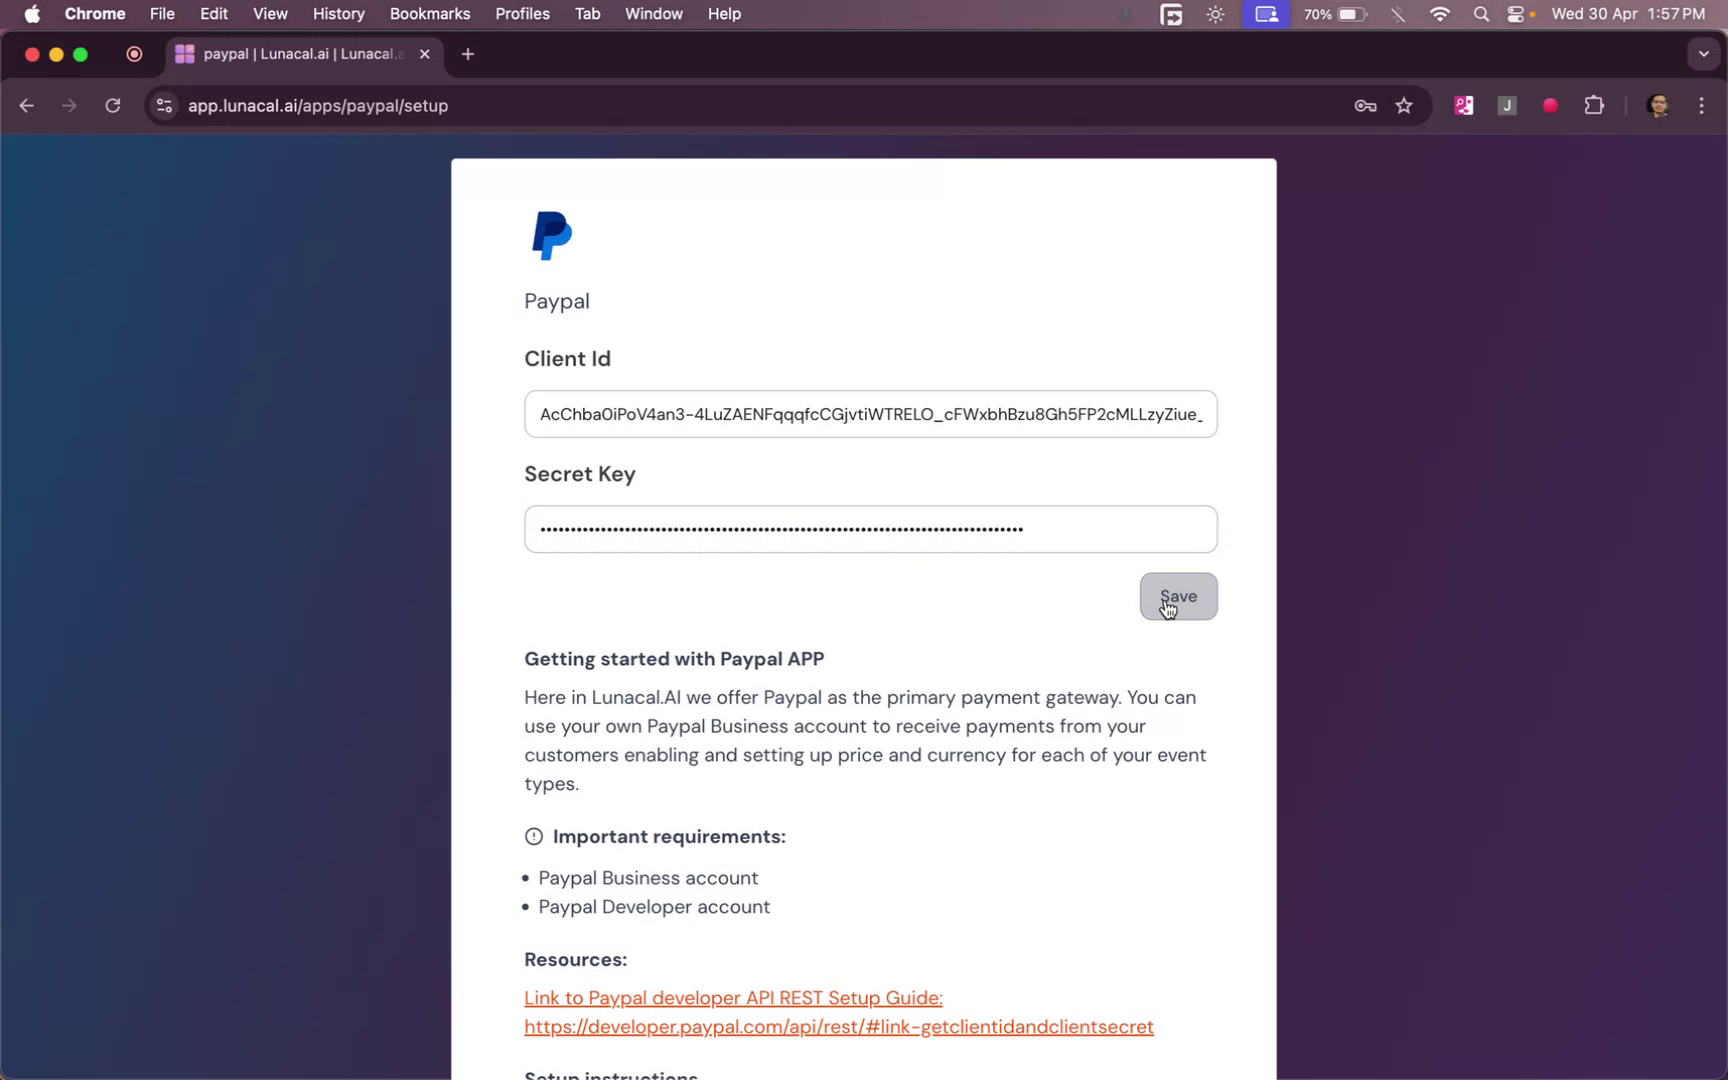 Chrome File Edit View History Bookmarks Profiles Tab Window Help 70% Wed 30 Apr 1:57 PM
paypal | Lunacal.ai | Lunacal.a
app.lunacal.ai/apps/paypal/setup
J
Paypal
Client Id
AcChba0iPoV4an3-4LuZAENFqqqfcCGjvtiWTRELO_cFWxbhBzu8Gh5FP2cMLLzyZiue_
Secret Key
Save
Getting started with Paypal APP
Here in Lunacal.AI we offer Paypal as the primary payment gateway. You can
use your own Paypal Business account to receive payments from your
customers enabling and setting up price and currency for each of your event
types.
Important requirements:
• Paypal Business account
• Paypal Developer account
Resources:
Link to Paypal developer API REST Setup Guide:
https://developer.paypal.com/api/rest/#link-getclientidandclientsecret
Setup instructions